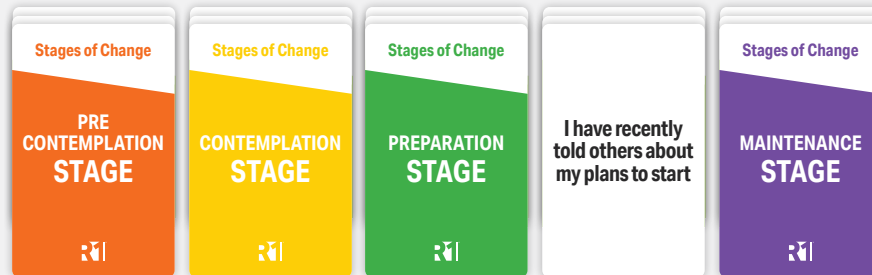 Stages of Change
PRE
CONTEMPLATION
STAGE
Stages of Change
CONTEMPLATION
STAGE
Stages of Change
PREPARATION
STAGE
I have recently
told others about
my plans to start
Stages of Change
MAINTENANCE
STAGE